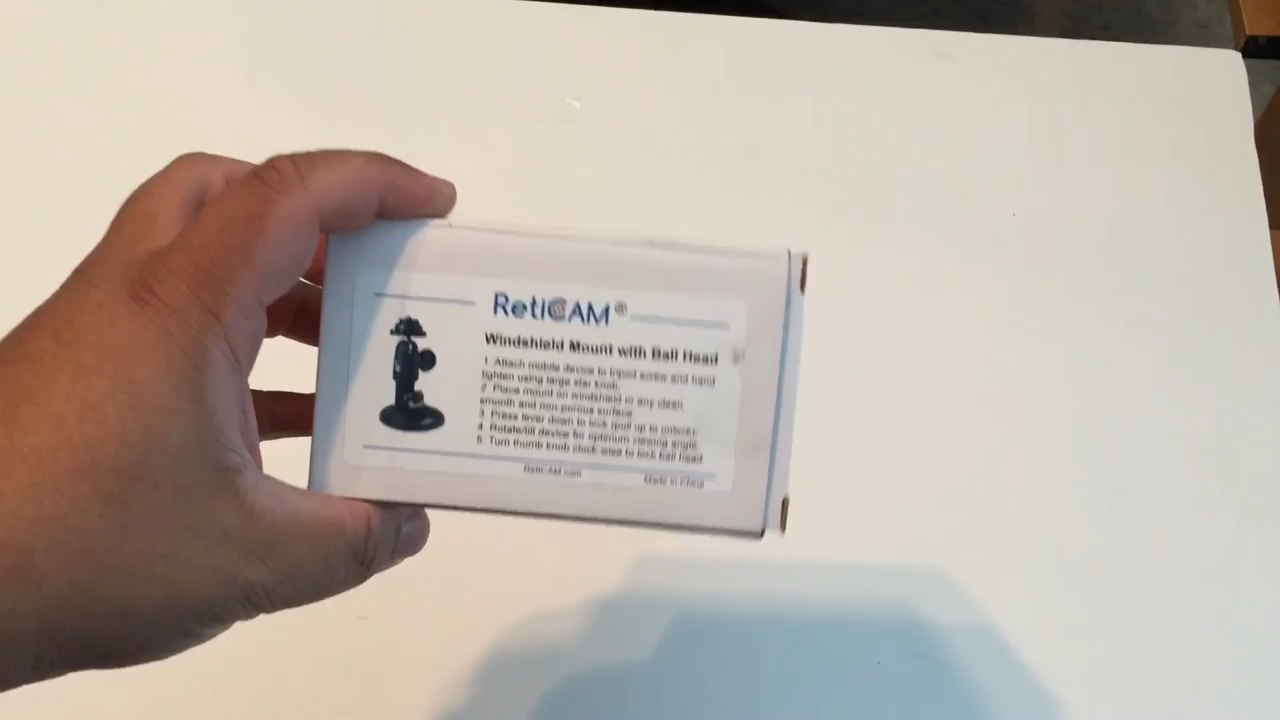 RetiCAM®
Windshield Mount with Ball Head
1. Attach mobile device to tripod screw and hand
tighten using large star knob.
2. Place mount on windshield or any clean,
smooth and non porous surface.
3. Press lever down to lock (pull up to unlock).
4. Rotate/tilt device for optimum viewing angle.
5. Turn thumb knob clock wise to lock ball head.
RetiCAM.com
Made in China